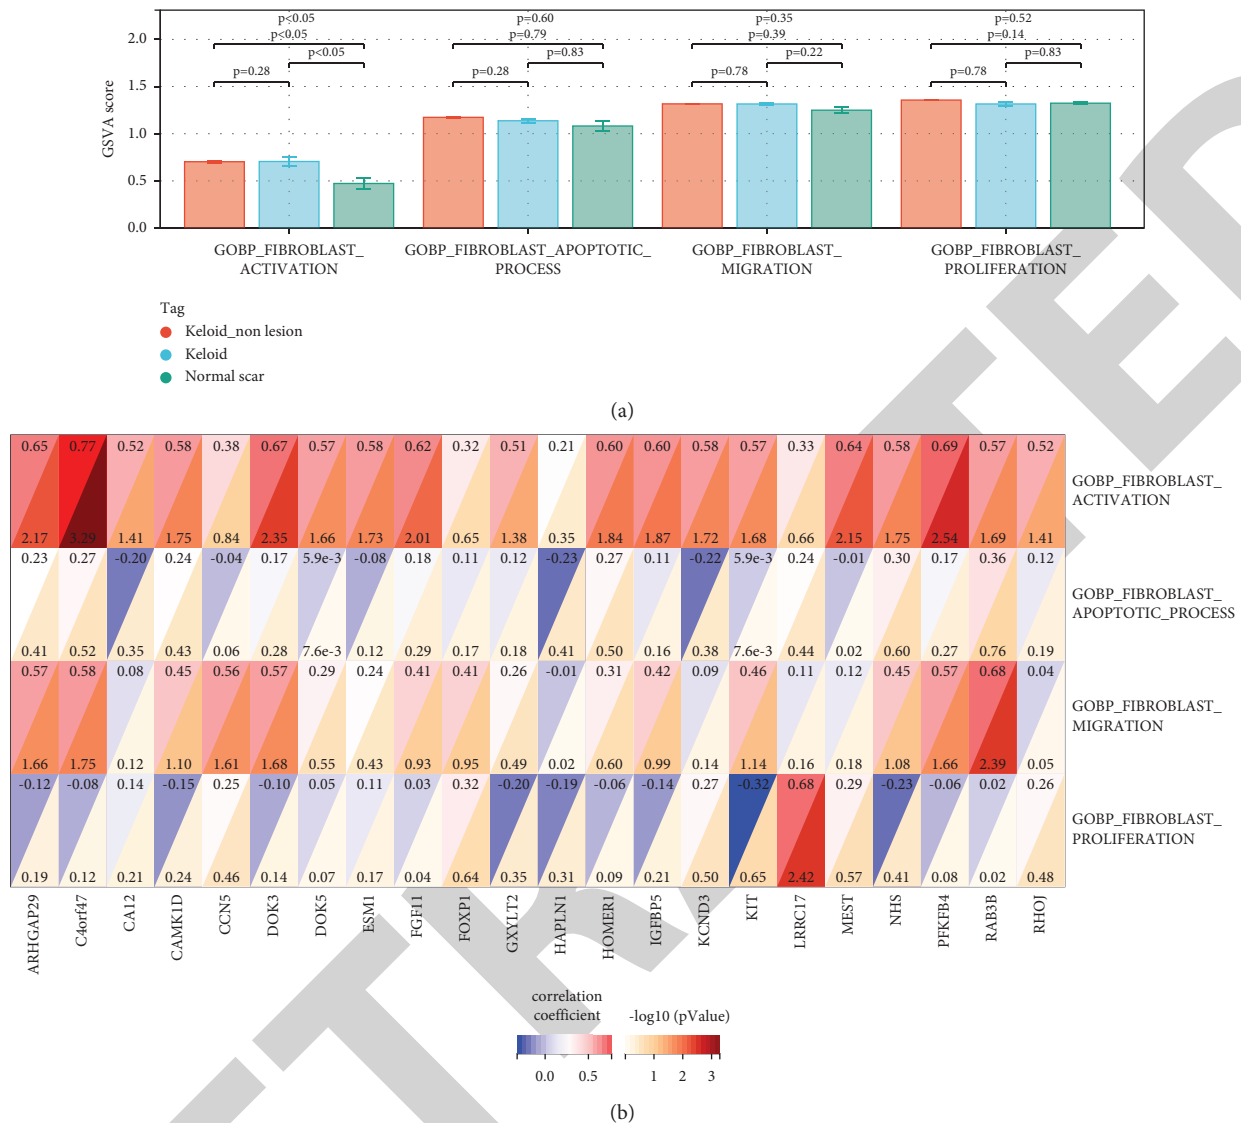 p<0.05 p=0.60 p=0.35 p=0.52
p<0.05 p=0.79 p=0.39 p=0.14
p<0.05 p=0.83 p=0.22 p=0.83
p=0.28 p=0.28 p=0.78 p=0.78
2.0
1.5
1.0
0.5
0.0
GSVA score
GOBP_FIBROBLAST_
ACTIVATION
GOBP_FIBROBLAST_APOPTOTIC_
PROCESS
GOBP_FIBROBLAST_
MIGRATION
GOBP_FIBROBLAST_
PROLIFERATION
Tag
Keloid_non lesion
Keloid
Normal scar
(a)
0.65 0.77 0.52 0.58 0.38 0.67 0.57 0.58 0.62 0.32 0.51 0.21 0.60 0.60 0.58 0.57 0.33 0.64 0.58 0.69 0.57 0.52
GOBP_FIBROBLAST_
ACTIVATION
2.17 3.29 1.41 1.75 0.84 2.35 1.66 1.73 2.01 0.65 1.38 0.35 1.84 1.87 1.72 1.68 0.66 2.15 1.75 2.54 1.69 1.41
0.23 0.27 -0.20 0.24 -0.04 0.17 5.9e-3 -0.08 0.18 0.11 0.12 -0.23 0.27 0.11 -0.22 5.9e-3 0.24 -0.01 0.30 0.17 0.36 0.12
GOBP_FIBROBLAST_
APOPTOTIC_PROCESS
0.41 0.52 0.35 0.43 0.06 0.28 7.6e-3 0.12 0.29 0.17 0.18 0.41 0.50 0.16 0.38 7.6e-3 0.44 0.02 0.60 0.27 0.76 0.19
0.57 0.58 0.08 0.45 0.56 0.57 0.29 0.24 0.41 0.41 0.26 -0.01 0.31 0.42 0.09 0.46 0.11 0.12 0.45 0.57 0.68 0.04
GOBP_FIBROBLAST_
MIGRATION
1.66 1.75 0.12 1.10 1.61 1.68 0.55 0.43 0.93 0.95 0.49 0.02 0.60 0.99 0.14 1.14 0.16 0.18 1.08 1.66 2.39 0.05
-0.12 -0.08 0.14 -0.15 0.25 -0.10 0.05 0.11 0.03 0.32 -0.20 -0.19 -0.06 -0.14 0.27 -0.32 0.68 0.29 -0.23 -0.06 0.02 0.26
GOBP_FIBROBLAST_
PROLIFERATION
0.19 0.12 0.21 0.24 0.46 0.14 0.07 0.17 0.04 0.64 0.35 0.31 0.09 0.21 0.50 0.65 2.42 0.57 0.41 0.08 0.02 0.48
ARHGAP29
C4orf47
CA12
CAMK1D
CCN5
DOK3
DOK5
ESM1
FGF11
FOXP1
GXYLT2
HAPLN1
HOMER1
IGFBP5
KCND3
KIT
LRRC17
MEST
NHS
PFKFB4
RAB3B
RHOJ
correlation
coefficient
-log10 (pValue)
0.0 0.5 1 2 3
(b)